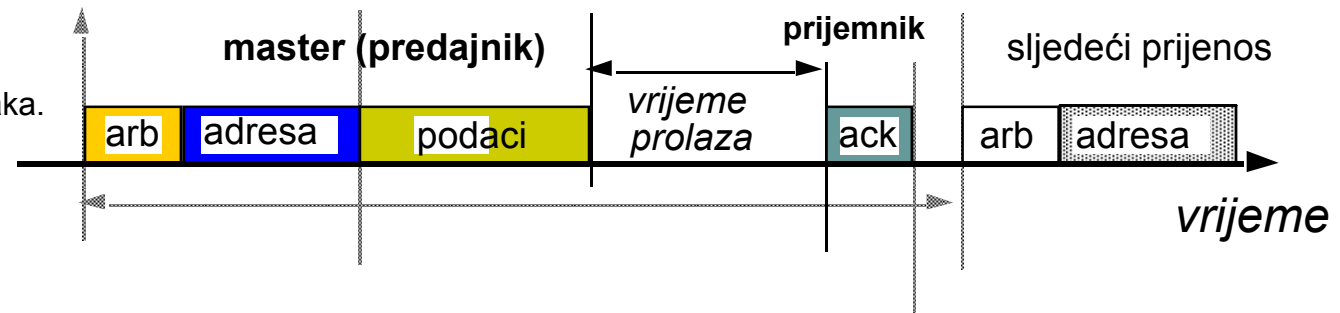 master (predajnik)
prijemnik
sljedeći prijenos
arb
adresa
podaci
vrijeme
prolaza
ack
arb
adresa
vrijeme